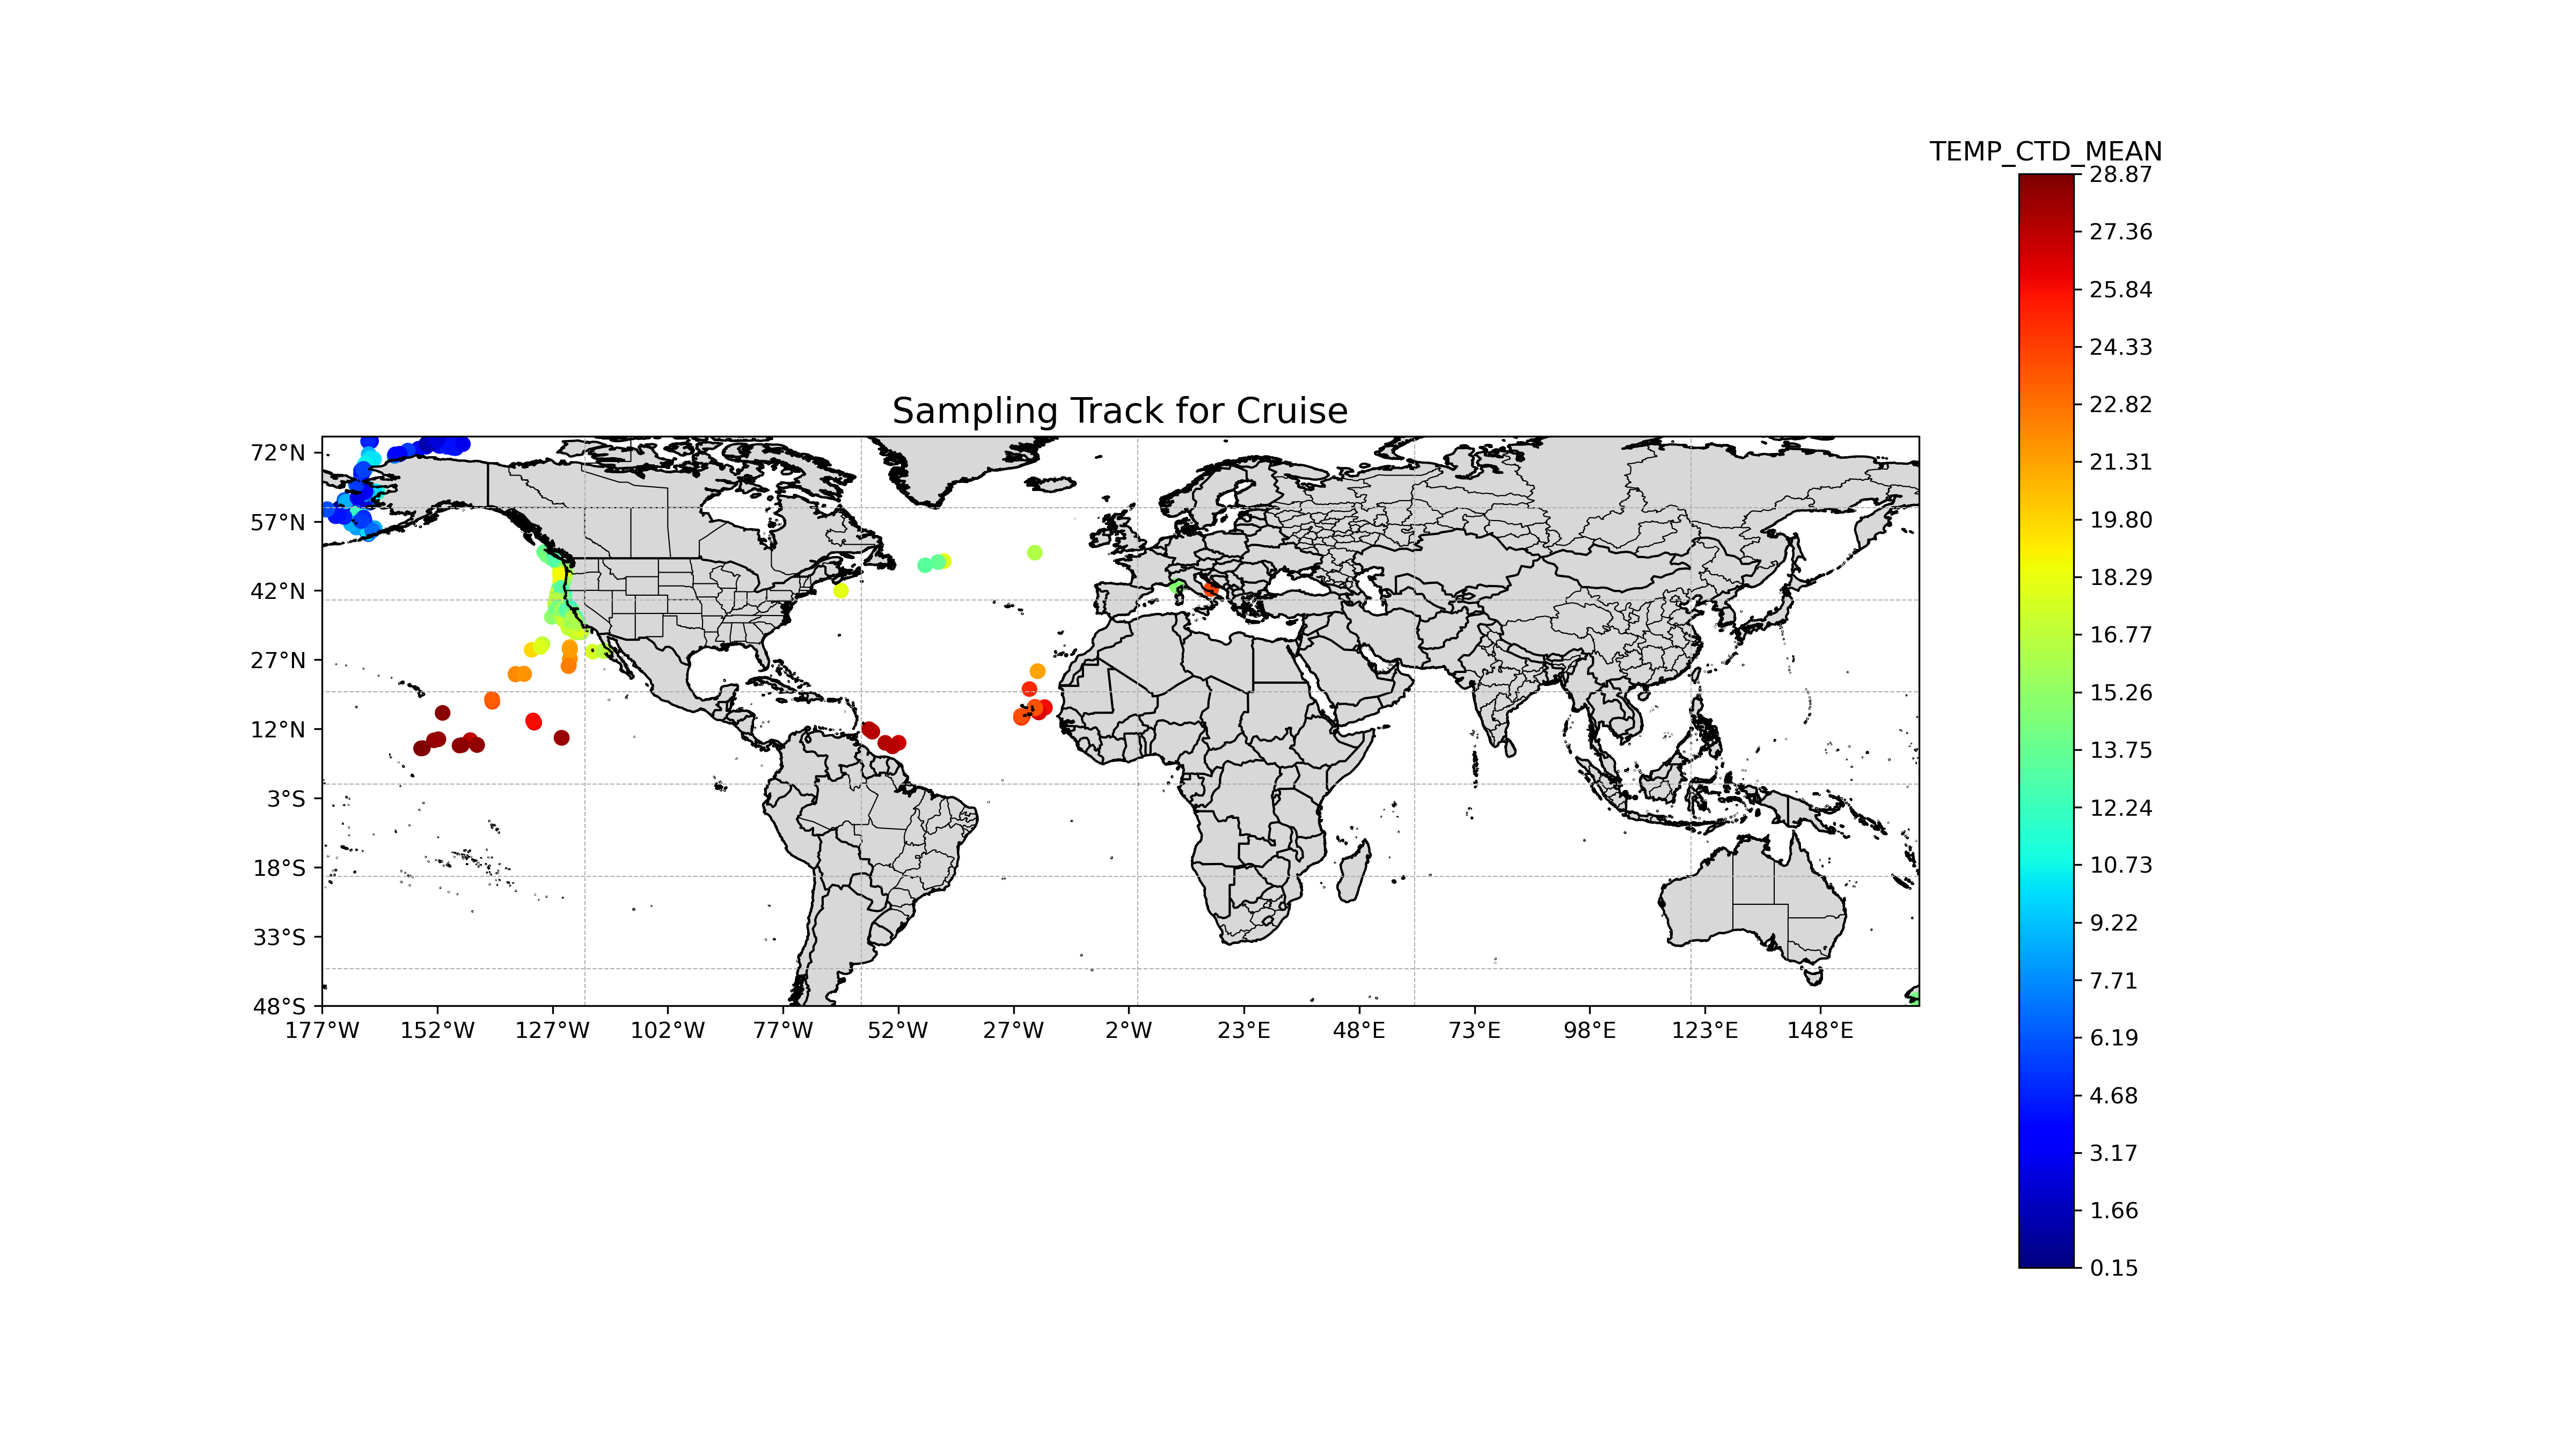 TEMP_CTD_MEAN
28.87
27.36
25.84
24.33
22.82
21.31
19.80
18.29
16.77
15.26
13.75
12.24
10.73
9.22
7.71
6.19
4.68
3.17
1.66
0.15
Sampling Track for Cruise
72°N
57°N
42°N
27°N
12°N
3°S
18°S
33°S
48°S
177°W 152°W 127°W 102°W 77°W 52°W 27°W 2°W 23°E 48°E 73°E 98°E 123°E 148°E